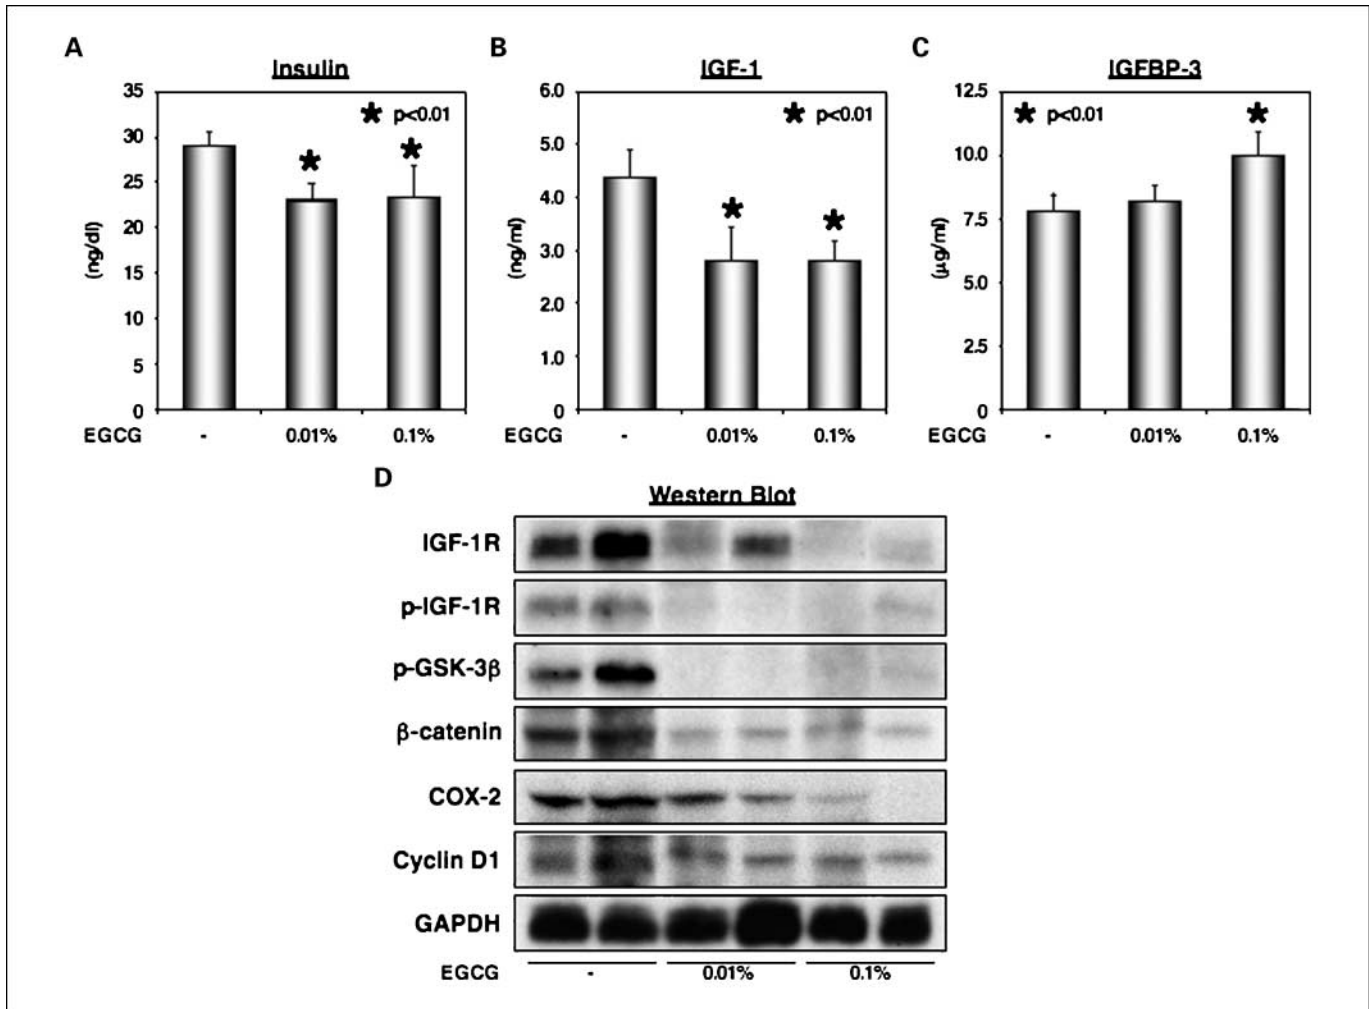 A
Insulin
35
30
25
20
15
10
5
0
(ng/dl)
★ p<0.01
★
★
EGCG - 0.01% 0.1%
B
IGF-1
6.0
5.0
4.0
3.0
2.0
1.0
0
(ng/ml)
★ p<0.01
★
★
EGCG - 0.01% 0.1%
C
IGFBP-3
12.5
10.0
7.5
5.0
2.5
0
(μg/ml)
★ p<0.01
★
EGCG - 0.01% 0.1%
D
Western Blot
IGF-1R
p-IGF-1R
p-GSK-3β
β-catenin
COX-2
Cyclin D1
GAPDH
EGCG - 0.01% 0.1%